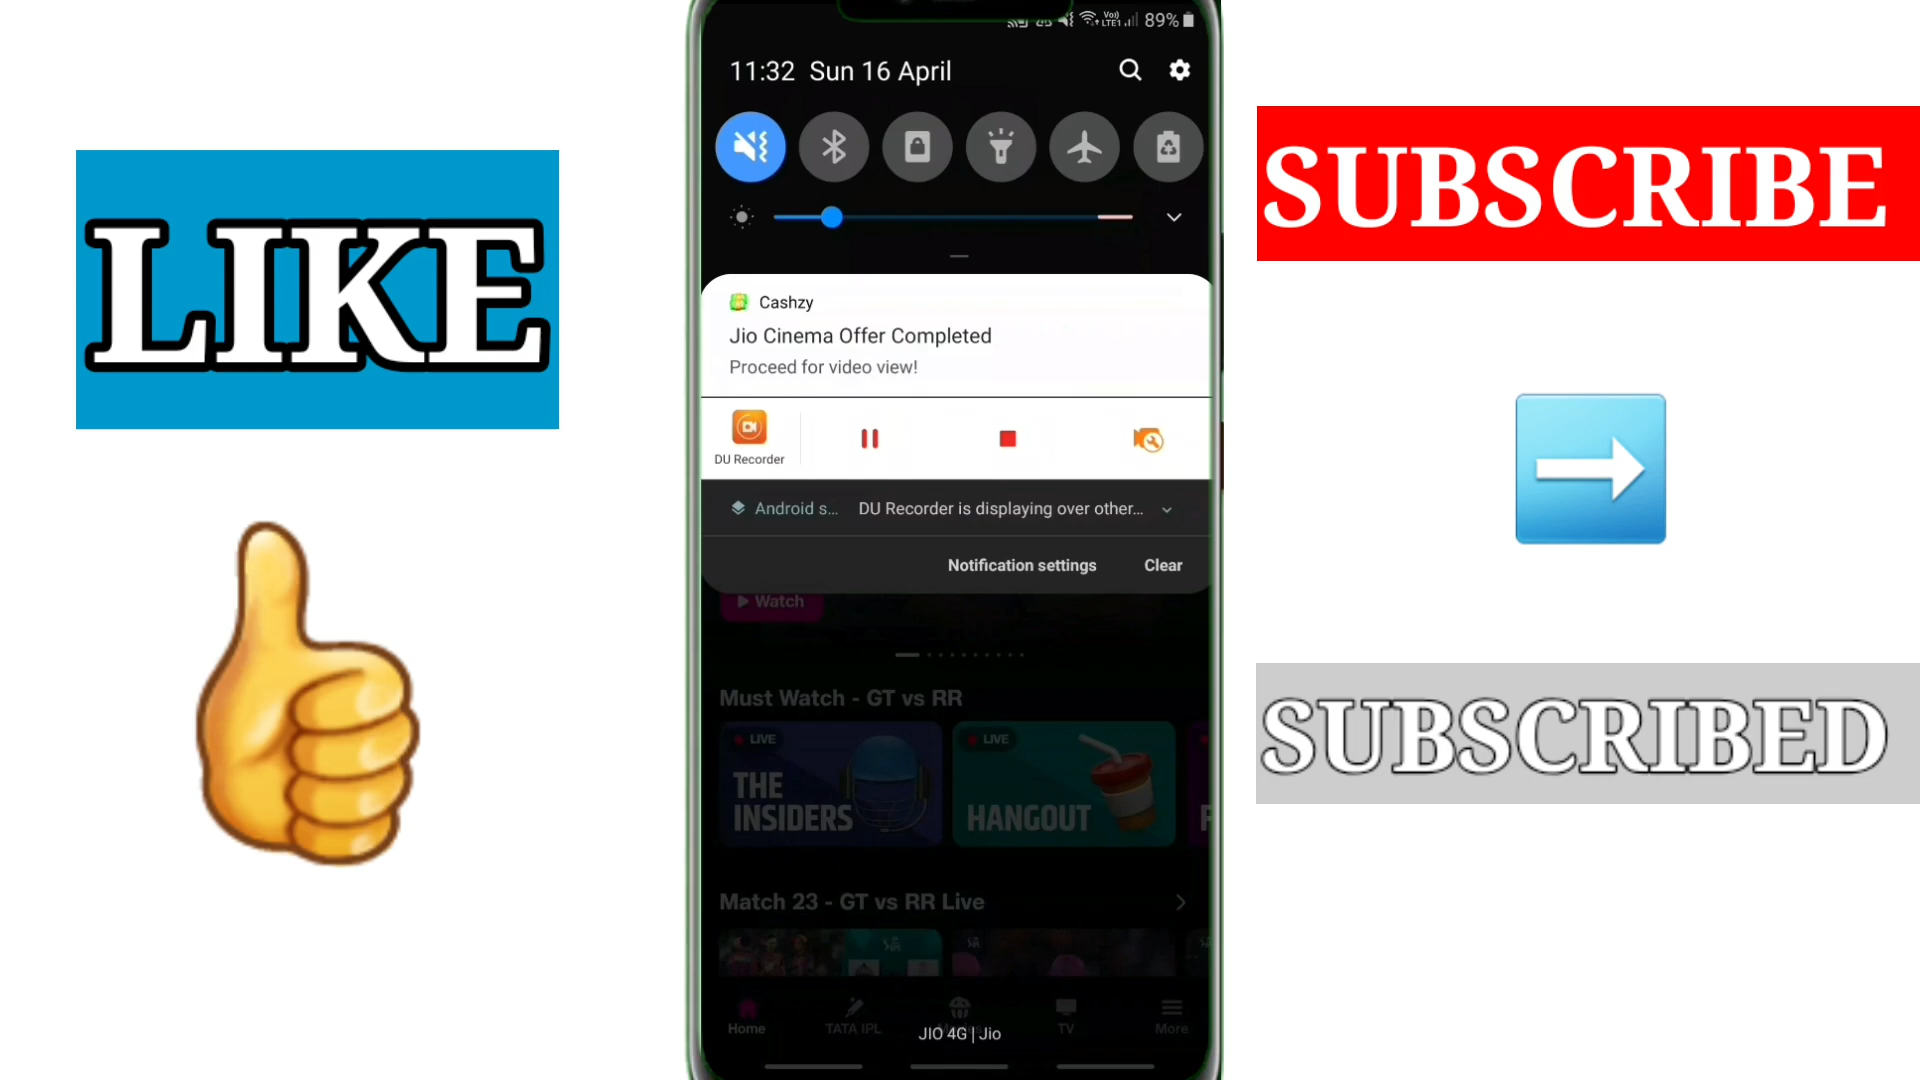 LIKE
89%
11:32 Sun 16 April
Cashzy
Jio Cinema Offer Completed
Proceed for video view!
DU Recorder
Android s... DU Recorder is displaying over other...
Notification settings Clear
Watch
Must Watch - GT vs RR
LIVE
THE
INSIDERS
LIVE
HANGOUT
Match 23 - GT vs RR Live
Home
TATA IPL
TV
More
JIO 4G | Jio
SUBSCRIBE
SUBSCRIBED